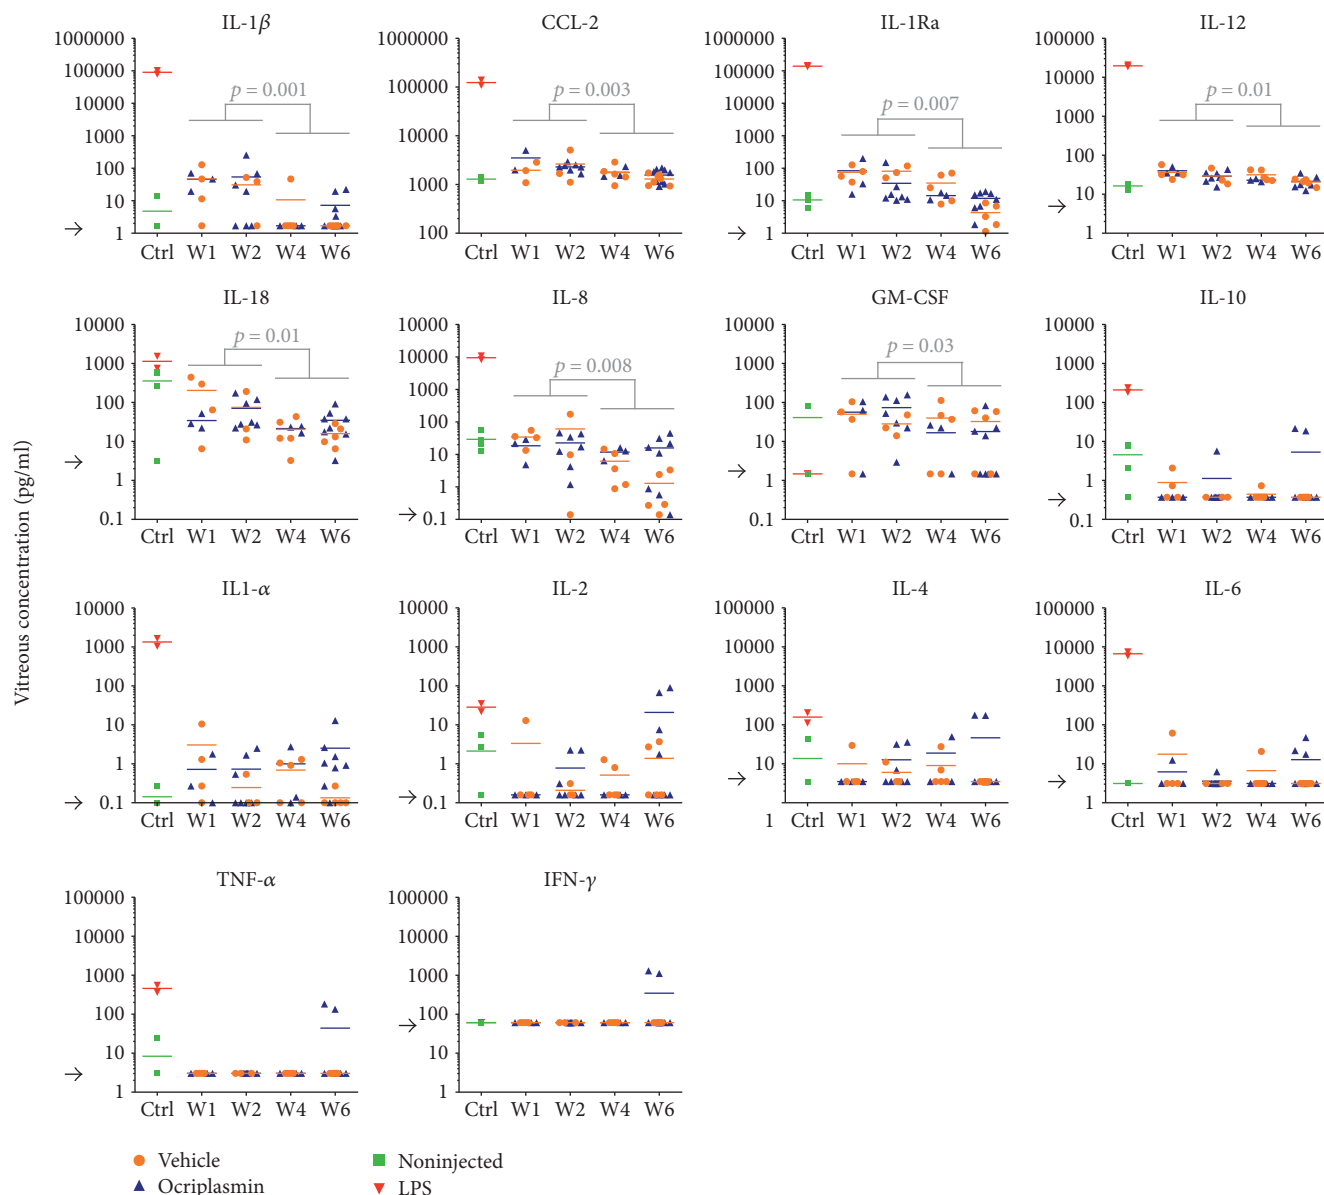 IL-1β
1000000
100000
10000
1000
100
10
1
p = 0.001
Ctrl W1 W2 W4 W6
CCL-2
1000000
100000
10000
1000
100
p = 0.003
Ctrl W1 W2 W4 W6
IL-1Ra
1000000
100000
10000
1000
100
10
1
p = 0.007
Ctrl W1 W2 W4 W6
IL-12
100000
10000
1000
100
10
1
p = 0.01
Ctrl W1 W2 W4 W6
IL-18
10000
1000
100
10
1
0.1
p = 0.01
Ctrl W1 W2 W4 W6
IL-8
100000
10000
1000
100
10
1
0.1
p = 0.008
Ctrl W1 W2 W4 W6
GM-CSF
10000
1000
100
10
1
0.1
p = 0.03
Ctrl W1 W2 W4 W6
IL-10
10000
1000
100
10
1
0.1
Ctrl W1 W2 W4 W6
Vitreous concentration (pg/ml)
IL1-α
10000
1000
100
10
1
0.1
Ctrl W1 W2 W4 W6
IL-2
10000
1000
100
10
1
0.1
Ctrl W1 W2 W4 W6
IL-4
100000
10000
1000
100
10
1
Ctrl W1 W2 W4 W6
IL-6
100000
10000
1000
100
10
1
Ctrl W1 W2 W4 W6
TNF-α
100000
10000
1000
100
10
1
Ctrl W1 W2 W4 W6
IFN-γ
100000
10000
1000
100
10
1
Ctrl W1 W2 W4 W6
Vehicle
Ocriplasmin
Noninjected
LPS